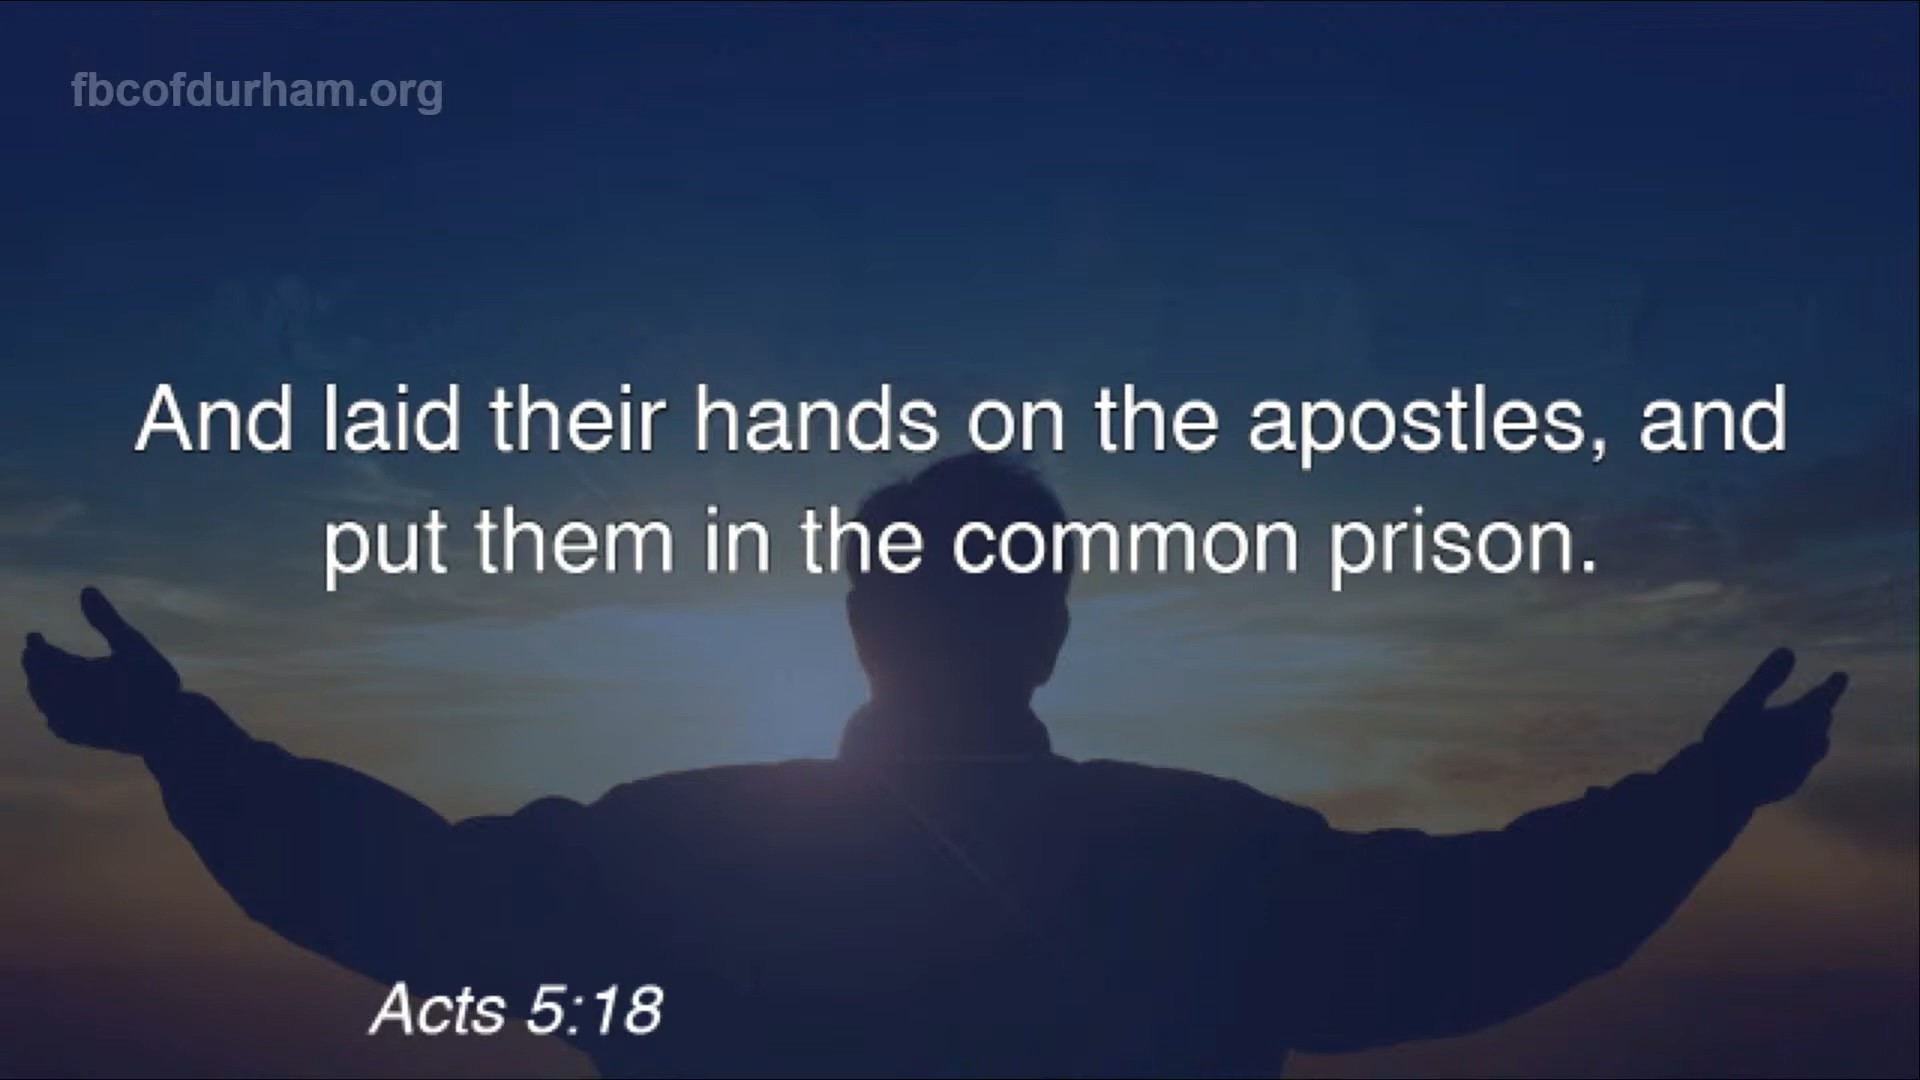 fbcofdurham.org
And laid their hands on the apostles, and
put them in the common prison.
Acts 5:18